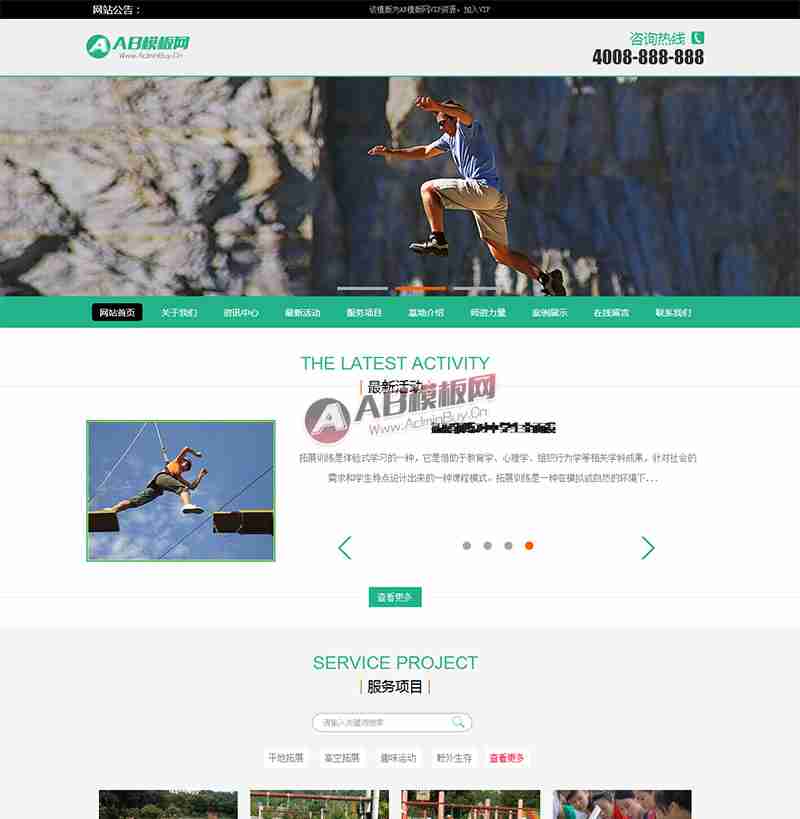 网站公告：
该模板为AB模板网VIP资源，加入VIP
AB模板网
Www.AdminBuy.Cn
咨询热线
4008-888-888
网站首页 关于我们 资讯中心 最新活动 服务项目 基地介绍 师资力量 案例展示 在线留言 联系我们
THE LATEST ACTIVITY
| 最新活动
AB模板网
Www.AdminBuy.Cn
拓展训练是体验式学习的一种，它是借助于教育学、心理学、组织行为学等相关学科成果，针对社会的
需求和学生特点设计出来的一种课程模式。拓展训练是一种在模拟或自然的环境下...
查看更多
SERVICE PROJECT
| 服务项目 |
请输入关键词搜索
平地拓展 高空拓展 趣味运动 野外生存 查看更多